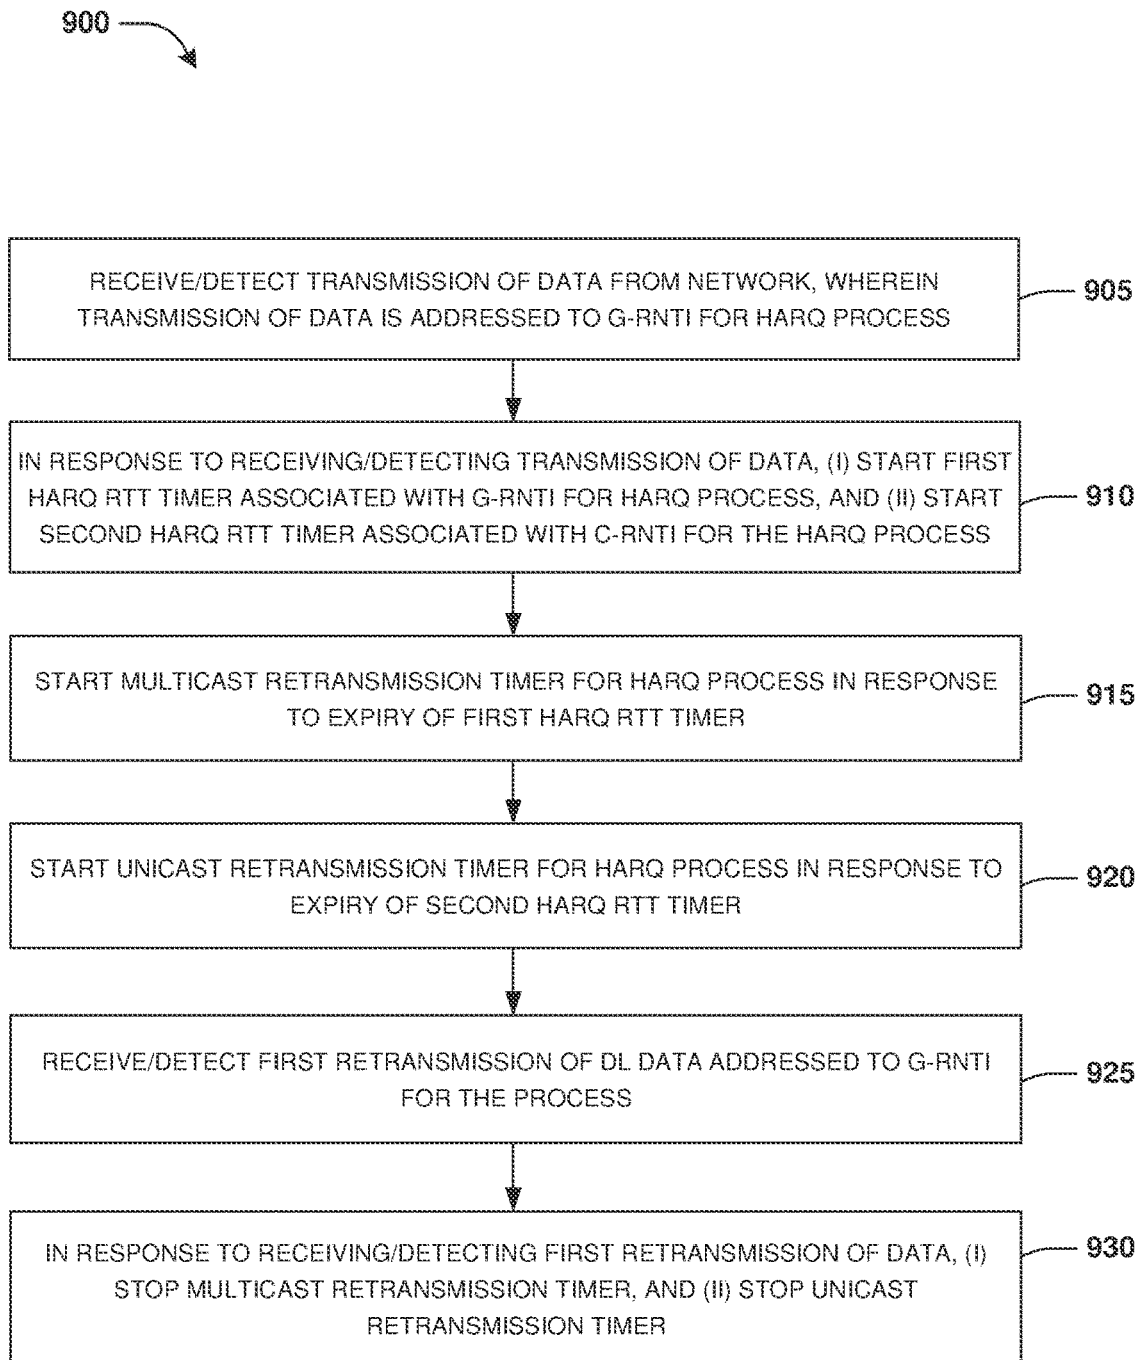 900
RECEIVE/DETECT TRANSMISSION OF DATA FROM NETWORK, WHEREIN
TRANSMISSION OF DATA IS ADDRESSED TO G-RNTI FOR HARQ PROCESS
905
IN RESPONSE TO RECEIVING/DETECTING TRANSMISSION OF DATA, (I) START FIRST
HARQ RTT TIMER ASSOCIATED WITH G-RNTI FOR HARQ PROCESS, AND (II) START
SECOND HARQ RTT TIMER ASSOCIATED WITH C-RNTI FOR THE HARQ PROCESS
910
START MULTICAST RETRANSMISSION TIMER FOR HARQ PROCESS IN RESPONSE
TO EXPIRY OF FIRST HARQ RTT TIMER
915
START UNICAST RETRANSMISSION TIMER FOR HARQ PROCESS IN RESPONSE TO
EXPIRY OF SECOND HARQ RTT TIMER
920
RECEIVE/DETECT FIRST RETRANSMISSION OF DL DATA ADDRESSED TO G-RNTI
FOR THE PROCESS
925
IN RESPONSE TO RECEIVING/DETECTING FIRST RETRANSMISSION OF DATA, (I)
STOP MULTICAST RETRANSMISSION TIMER, AND (II) STOP UNICAST
RETRANSMISSION TIMER
930